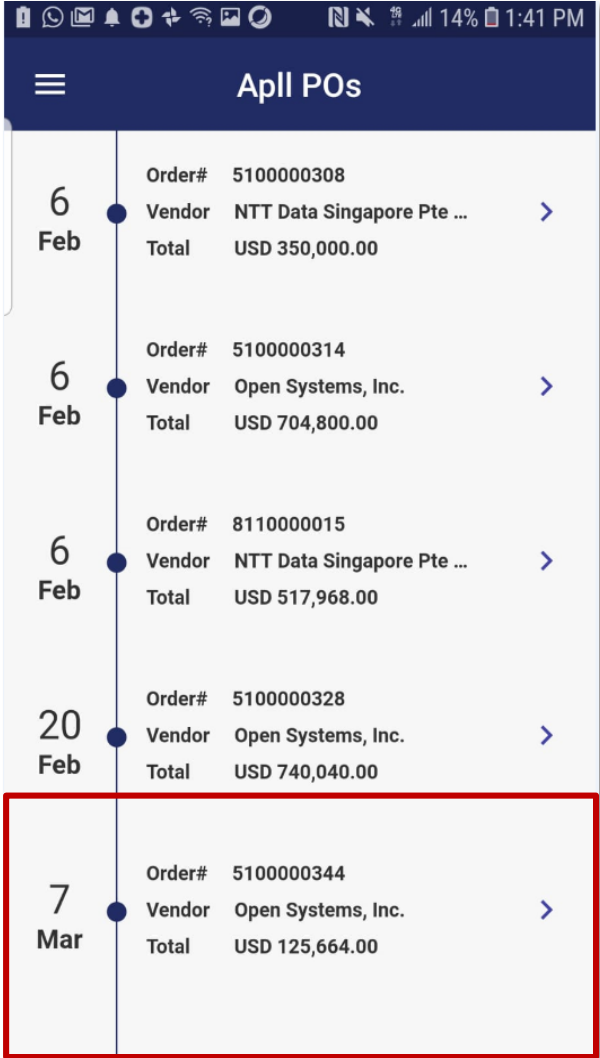 14% 1:41 PM
Apll POs
6
Feb
Order# 5100000308
Vendor NTT Data Singapore Pte ...
Total USD 350,000.00
6
Feb
Order# 5100000314
Vendor Open Systems, Inc.
Total USD 704,800.00
6
Feb
Order# 8110000015
Vendor NTT Data Singapore Pte ...
Total USD 517,968.00
20
Feb
Order# 5100000328
Vendor Open Systems, Inc.
Total USD 740,040.00
7
Mar
Order# 5100000344
Vendor Open Systems, Inc.
Total USD 125,664.00